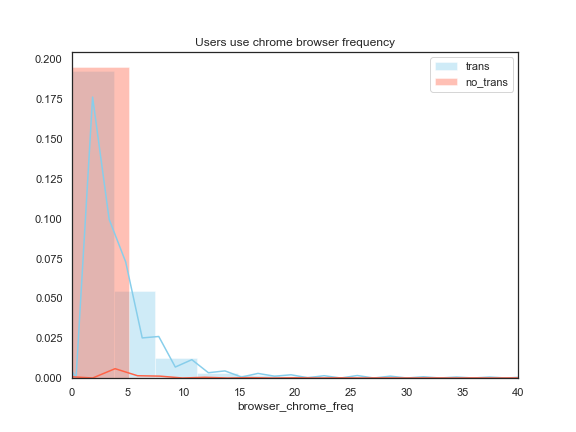 Users use chrome browser frequency
trans
no_trans
0.200
0.175
0.150
0.125
0.100
0.075
0.050
0.025
0.000
0 5 10 15 20 25 30 35 40
browser_chrome_freq